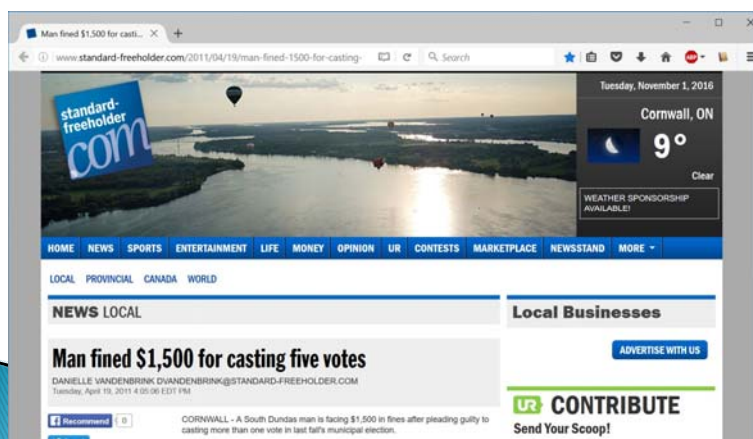 Man fined $1,500 for casti...
www.standard-freeholder.com/2011/04/19/man-fined-1500-for-casting-
Search
ABP
standard-
freeholder
com
Tuesday, November 1, 2016
Cornwall, ON
9°
Clear
WEATHER SPONSORSHIP
AVAILABLE!
HOME NEWS SPORTS ENTERTAINMENT LIFE MONEY OPINION UR CONTESTS MARKETPLACE NEWSSTAND MORE
LOCAL PROVINCIAL CANADA WORLD
NEWS LOCAL
Local Businesses
ADVERTISE WITH US
Man fined $1,500 for casting five votes
DANIELLE VANDENBRINK DVANDENBRINK@STANDARD-FREEHOLDER.COM
Tuesday, April 19, 2011 4:05:06 EDT PM
Recommend 0
CORNWALL - A South Dundas man is facing $1,500 in fines after pleading guilty to
casting more than one vote in last fall's municipal election.
UR CONTRIBUTE
Send Your Scoop!